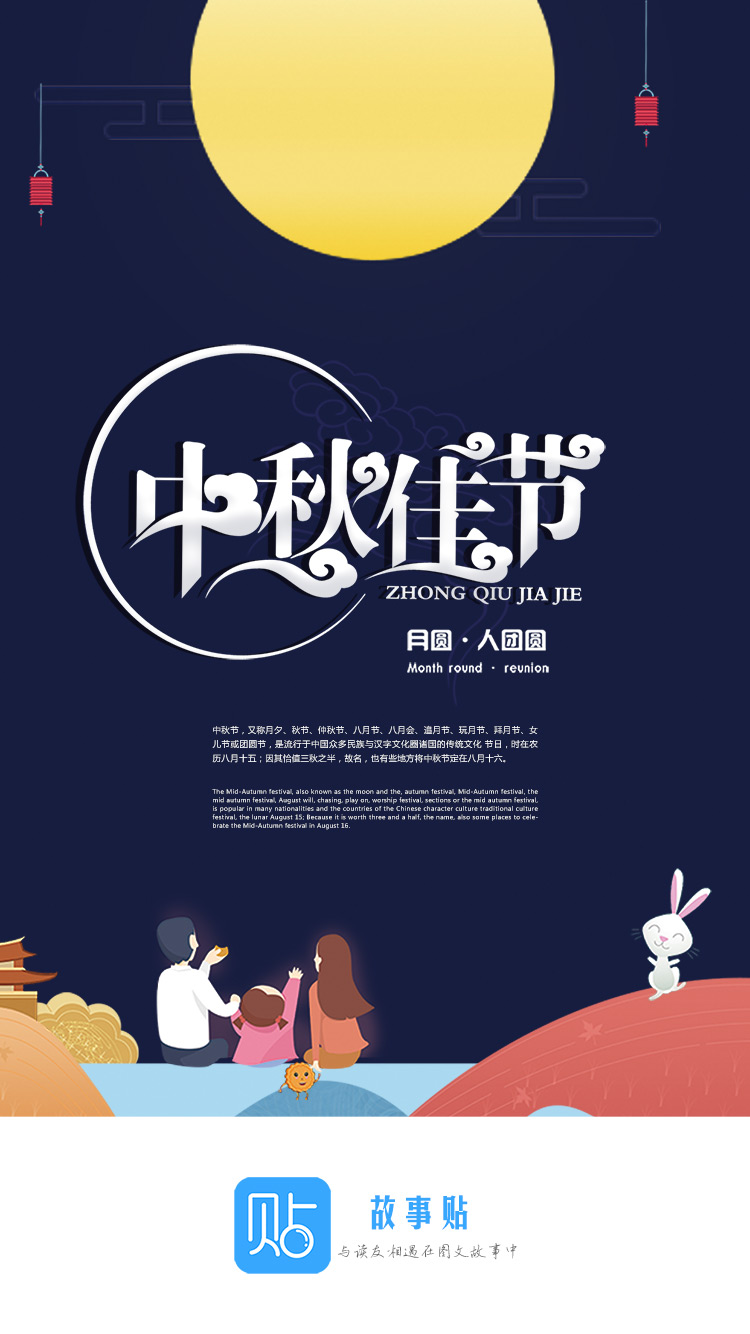 中秋佳节
ZHONG QIU JIA JIE
月圆·人团圆
Month round · reunion
中秋节，又称月夕、秋节、仲秋节、八月节、八月会、追月节、玩月节、拜月节、女
儿节或团圆节，是流行于中国众多民族与汉字文化圈诸国的传统文化 节日，时在农
历八月十五；因其恰值三秋之半，故名，也有些地方将中秋节定在八月十六。
The Mid-Autumn festival, also known as the moon and the, autumn festival, Mid-Autumn festival, the
mid autumn festival, August will, chasing, play on, worship festival, sections or the mid autumn festival,
is popular in many nationalities and the countries of the Chinese character culture traditional culture
festival, the lunar August 15; Because it is worth three and a half, the name, also some places to cele-
brate the Mid-Autumn festival in August 16.
贴
故事贴
与读友相遇在图文故事中